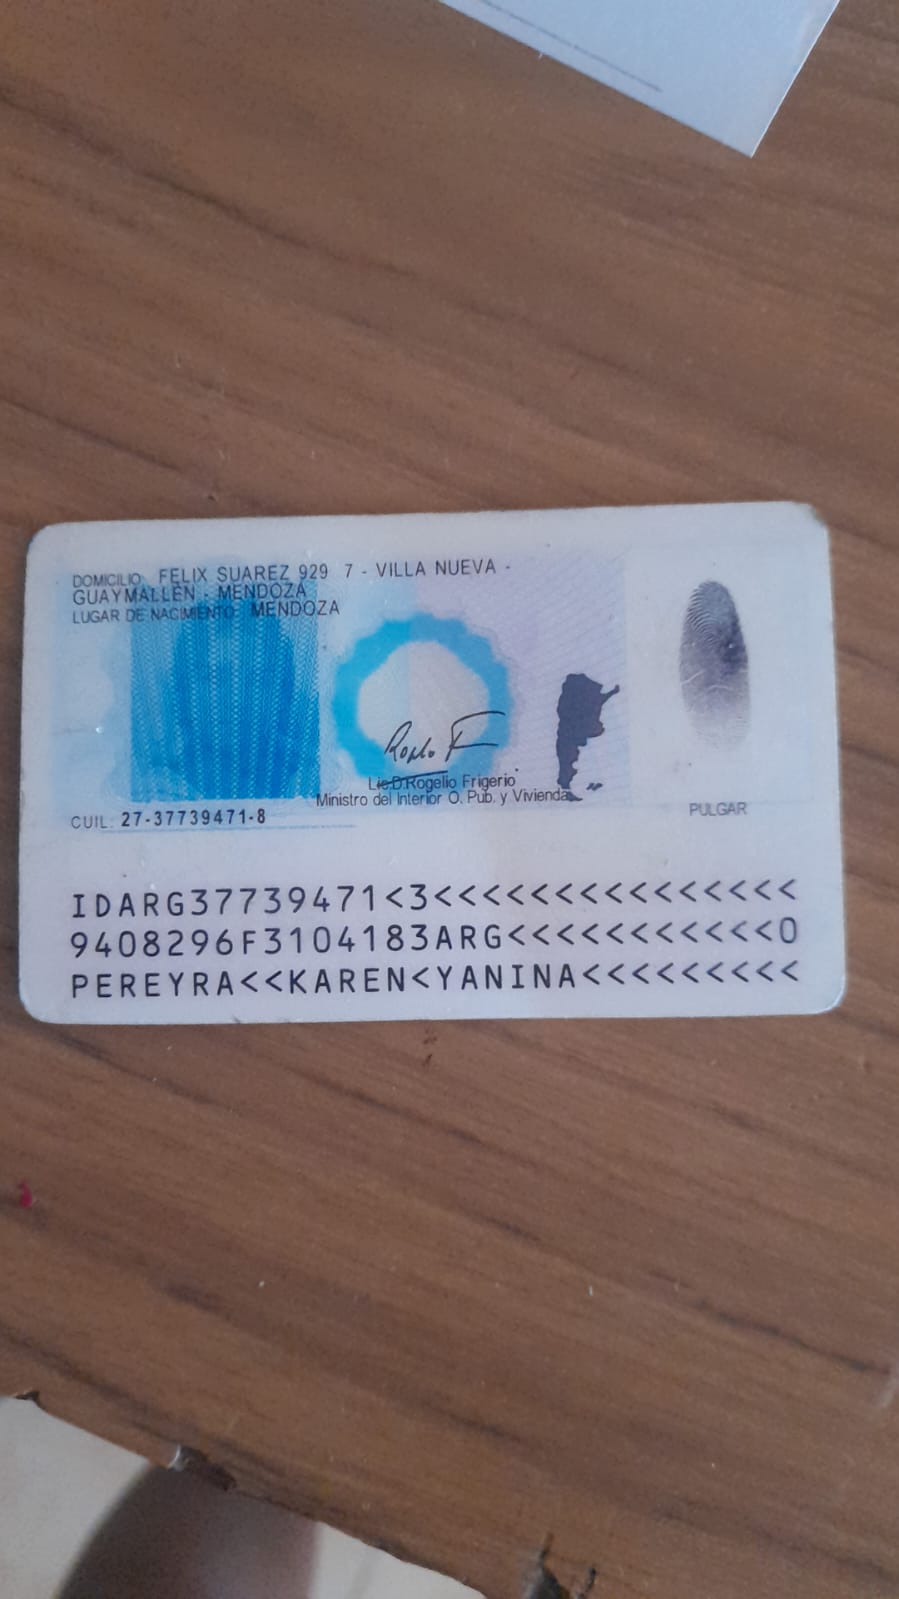 DOMICILIO: FELIX SUAREZ 929 7 - VILLA NUEVA -
GUAYMALLEN - MENDOZA
LUGAR DE NACIMIENTO: MENDOZA
Lic.D.Rogelio Frigerio
Ministro del Interior O. Pub. y Vivienda
CUIL: 27-37739471-8
PULGAR
IDARG37739471<3<<<<<<<<<<<<<<<
9408296F3104183ARG<<<<<<<<<<<0
PEREYRA<<KAREN<YANINA<<<<<<<<<